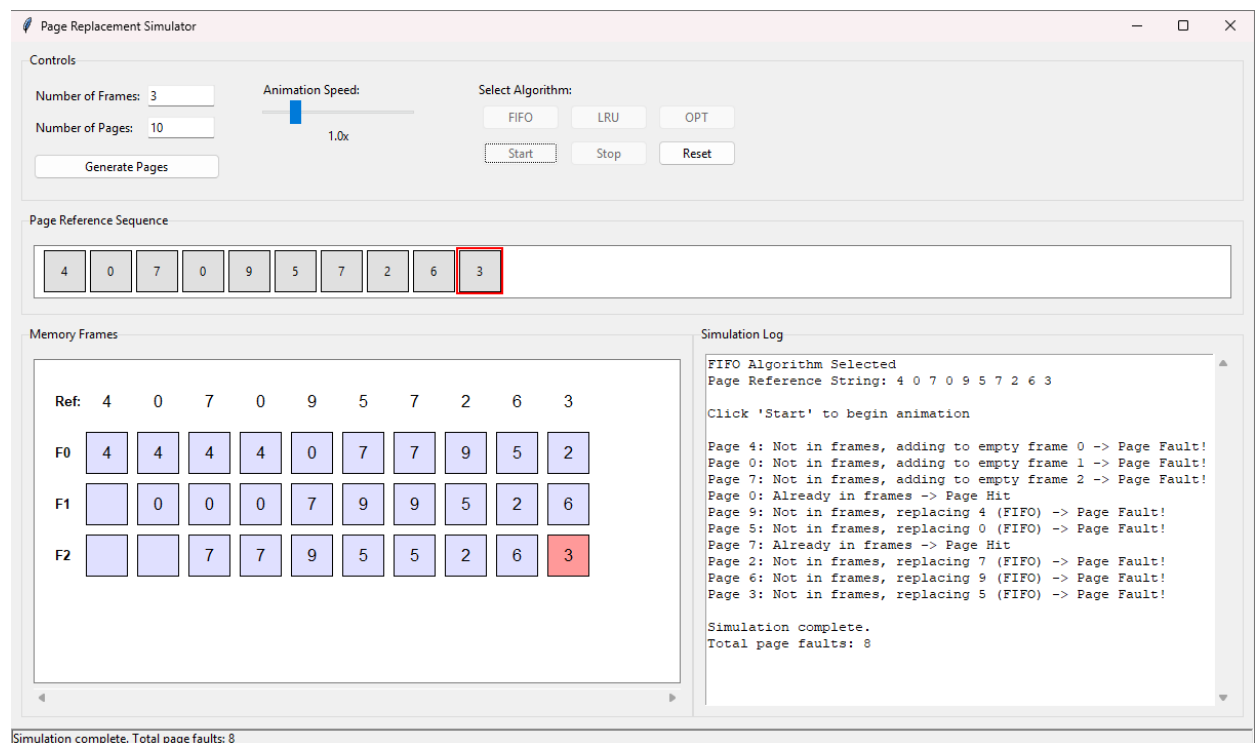 Page Replacement Simulator
Controls
Number of Frames: 3
Number of Pages: 10
Generate Pages
Animation Speed:
1.0x
Select Algorithm:
FIFO LRU OPT
Start Stop Reset
Page Reference Sequence
4 0 7 0 9 5 7 2 6 3
Memory Frames
Ref: 4 0 7 0 9 5 7 2 6 3
F0 4 4 4 4 0 7 7 9 5 2
F1 0 0 0 7 9 9 5 2 6
F2 7 7 9 5 5 2 6 3
Simulation Log
FIFO Algorithm Selected
Page Reference String: 4 0 7 0 9 5 7 2 6 3
Click 'Start' to begin animation
Page 4: Not in frames, adding to empty frame 0 -> Page Fault!
Page 0: Not in frames, adding to empty frame 1 -> Page Fault!
Page 7: Not in frames, adding to empty frame 2 -> Page Fault!
Page 0: Already in frames -> Page Hit
Page 9: Not in frames, replacing 4 (FIFO) -> Page Fault!
Page 5: Not in frames, replacing 0 (FIFO) -> Page Fault!
Page 7: Already in frames -> Page Hit
Page 2: Not in frames, replacing 7 (FIFO) -> Page Fault!
Page 6: Not in frames, replacing 9 (FIFO) -> Page Fault!
Page 3: Not in frames, replacing 5 (FIFO) -> Page Fault!
Simulation complete.
Total page faults: 8
Simulation complete. Total page faults: 8